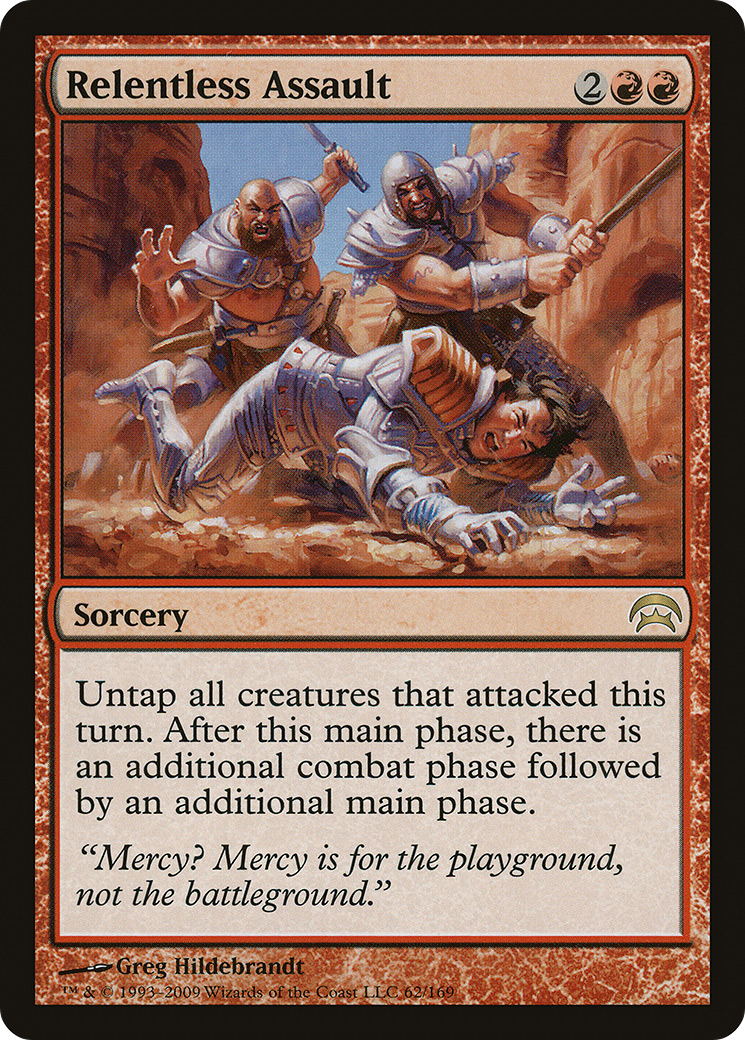 Relentless Assault 2
Sorcery
Untap all creatures that attacked this
turn. After this main phase, there is
an additional combat phase followed
by an additional main phase.
“Mercy? Mercy is for the playground,
not the battleground.”
Greg Hildebrandt
™ & © 1993–2009 Wizards of the Coast LLC 62/169